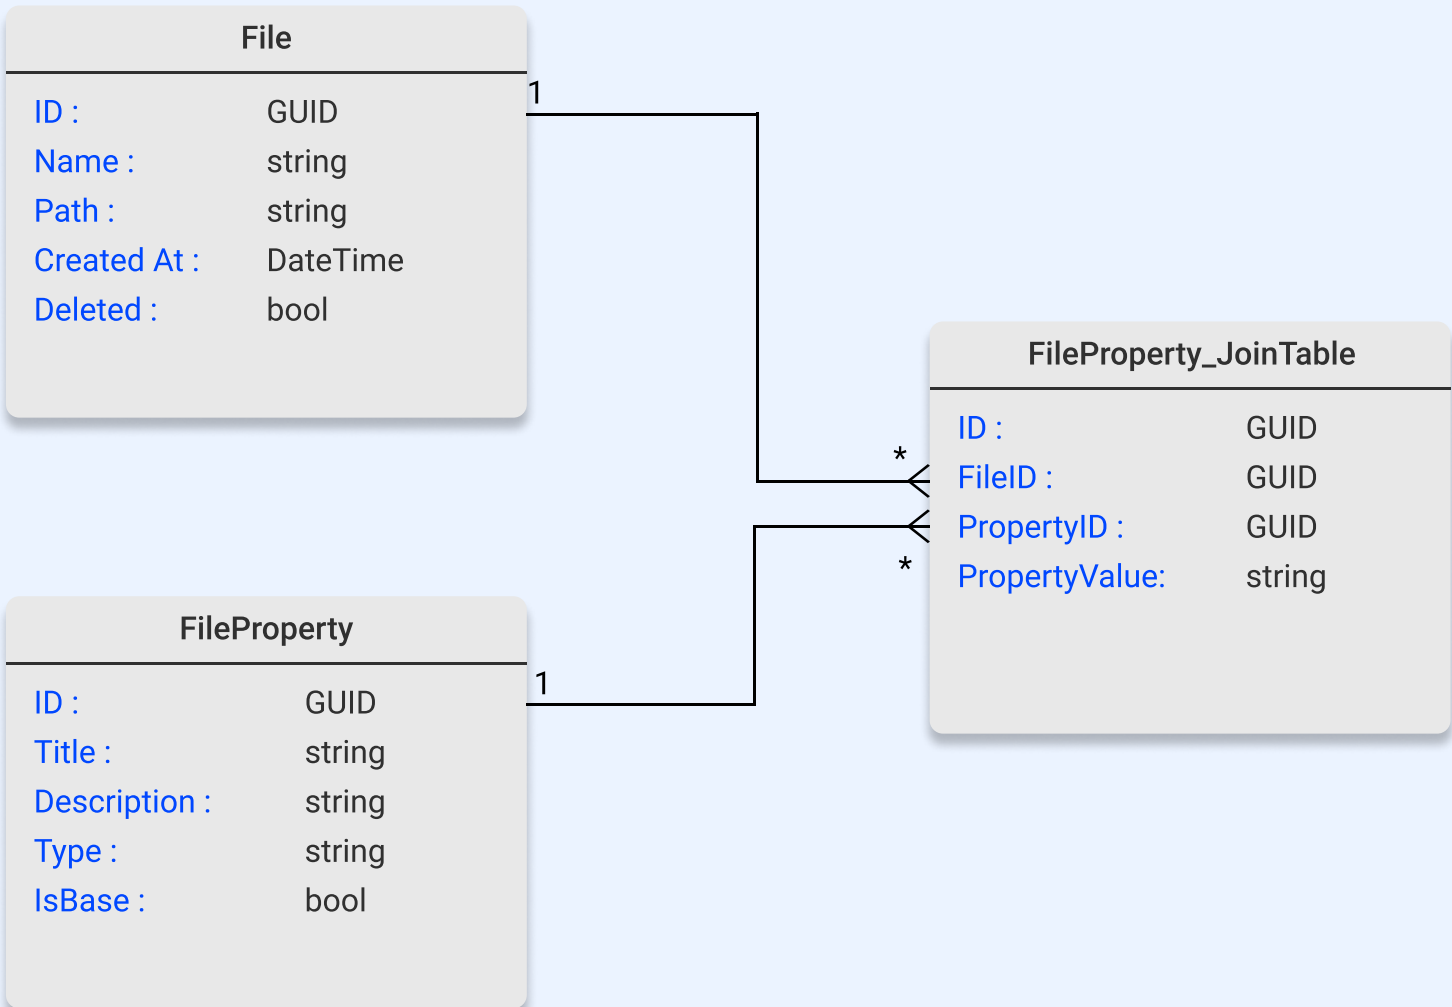 File
ID : GUID
Name : string
Path : string
Created At : DateTime
Deleted : bool
1
FileProperty_JoinTable
ID : GUID
FileID : GUID
PropertyID : GUID
PropertyValue: string
*
*
FileProperty
ID : GUID
Title : string
Description : string
Type : string
IsBase : bool
1